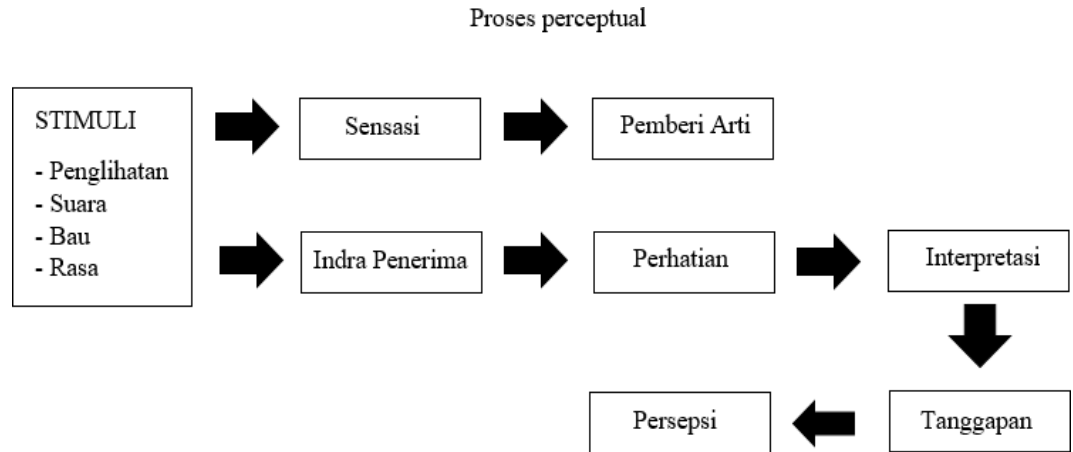 Proses perceptual
STIMULI
- Penglihatan
- Suara
- Bau
- Rasa
Sensasi
Pemberi Arti
Indra Penerima
Perhatian
Interpretasi
Persepsi
Tanggapan